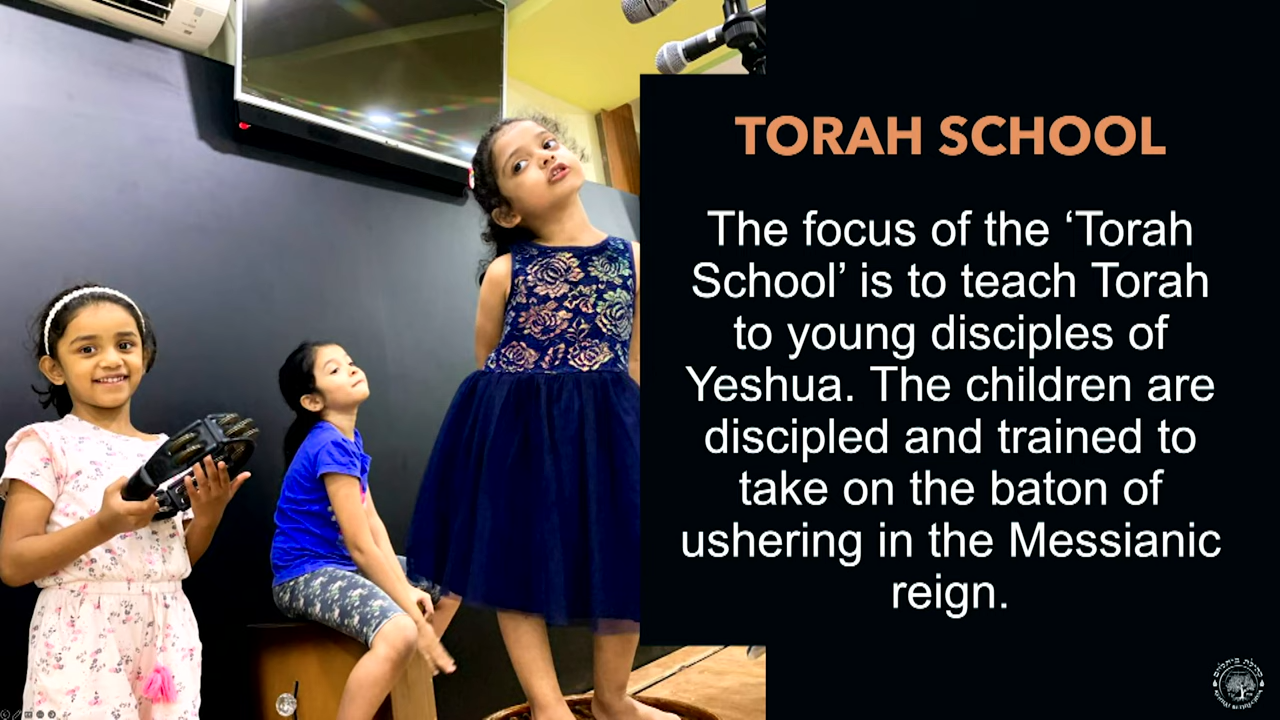 TORAH SCHOOL
The focus of the ‘Torah
School’ is to teach Torah
to young disciples of
Yeshua. The children are
discipled and trained to
take on the baton of
ushering in the Messianic
reign.